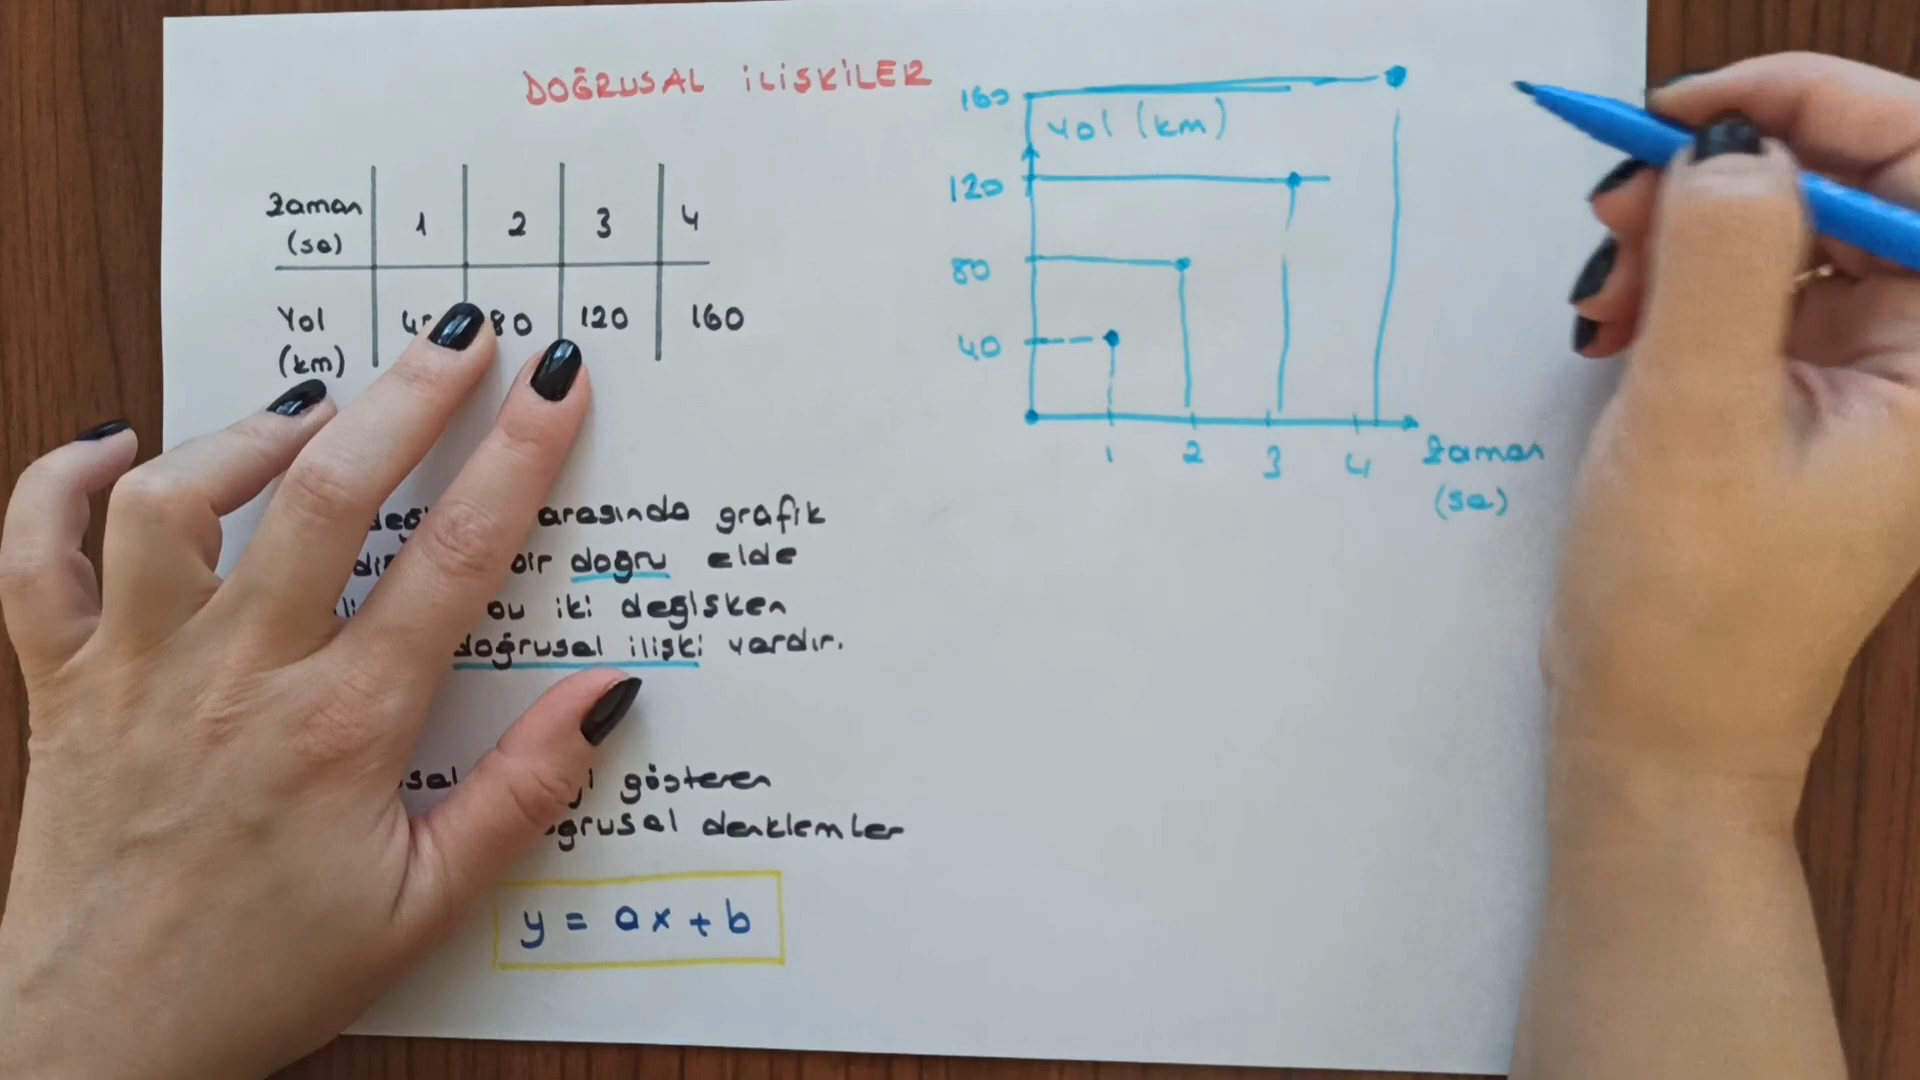 DOĞRUSAL İLİŞKİLER
Zaman (sa) 1 2 3 4
Yol (km) 80 120 160
arasında grafik
bir doğru elde
bu iki değişken
doğrusal ilişki vardır.
gösteren
denklemler
y = ax + b
160
Yol (km)
120
80
40
1 2 3 4 Zaman
(sa)